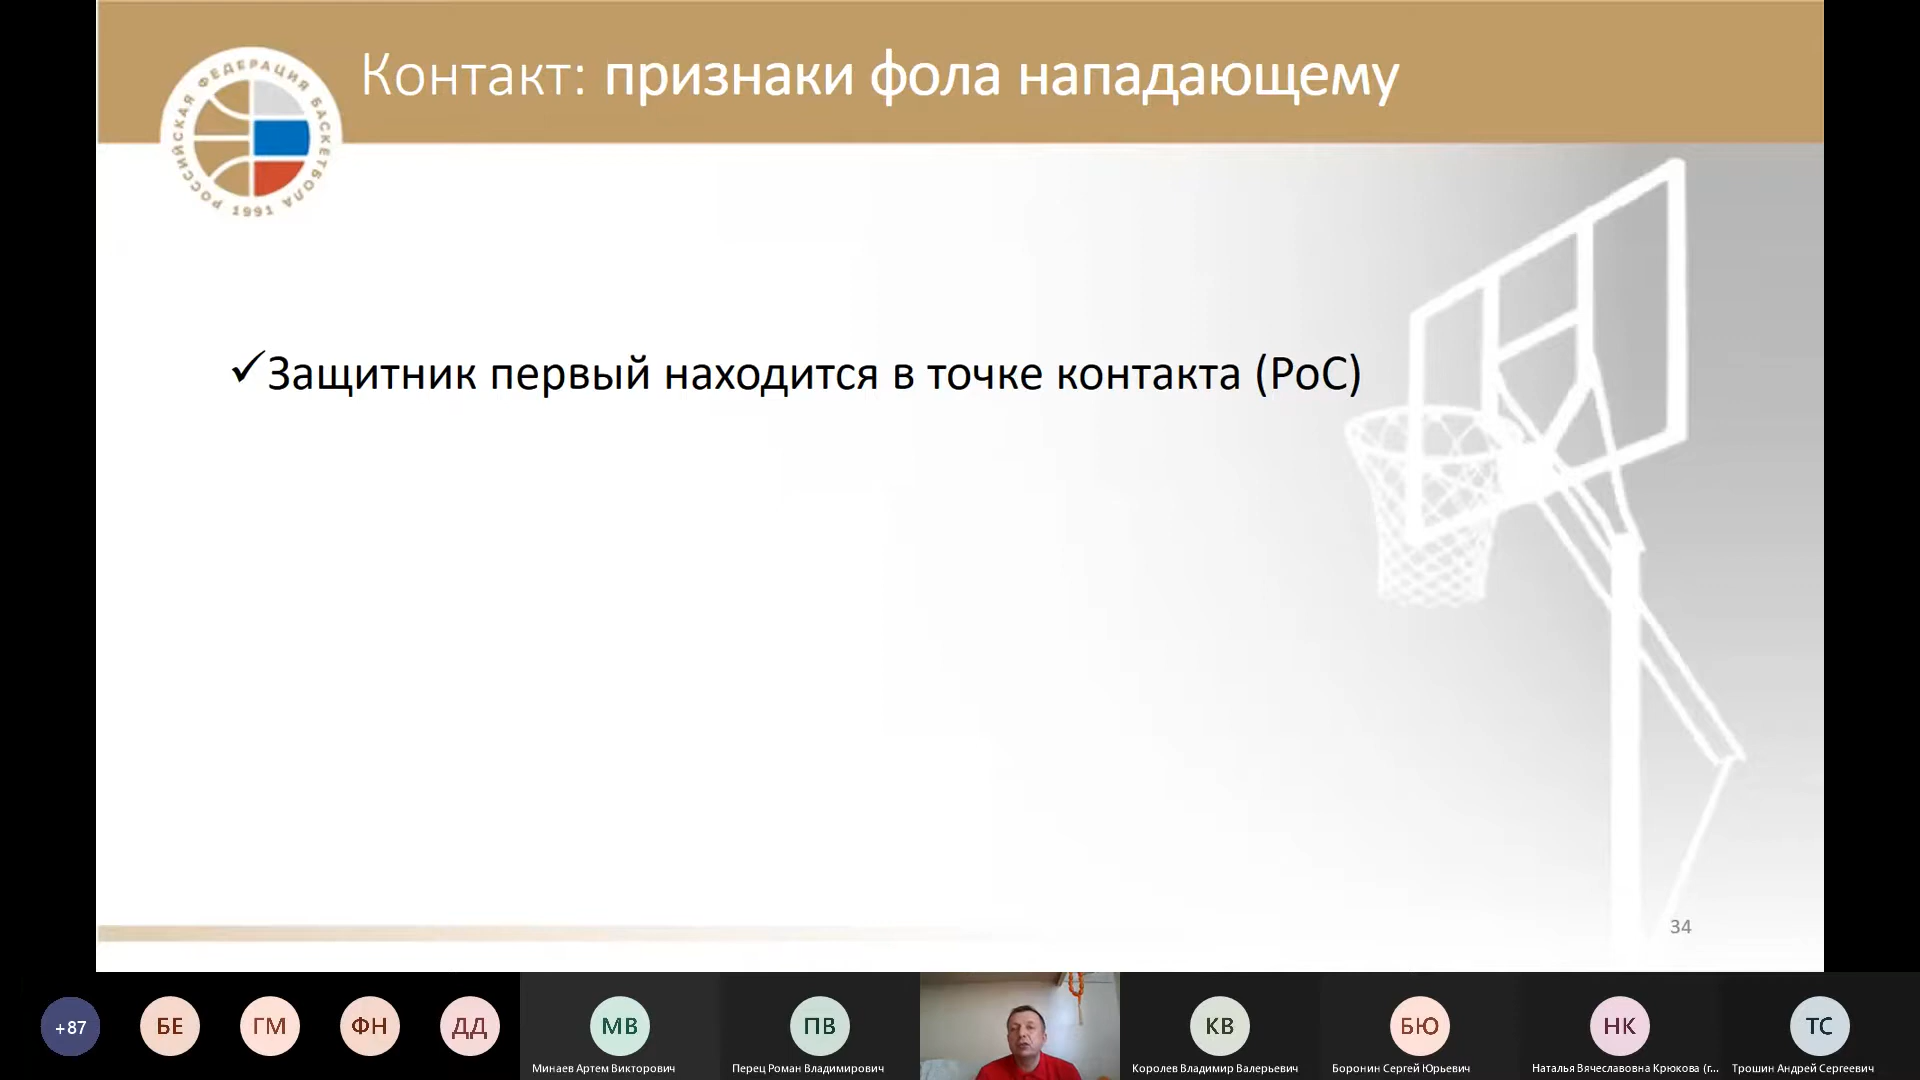 Контакт: признаки фола нападающему
РОССИЙСКАЯ ФЕДЕРАЦИЯ БАСКЕТБОЛА
1991
Защитник первый находится в точке контакта (PoC)
34
+87
БЕ
ГМ
ФН
ДД
МВ
ПВ
КВ
БЮ
НК
ТС
Минаев Артем Викторович
Перец Роман Владимирович
Королев Владимир Валерьевич
Боронин Сергей Юрьевич
Наталья Вячеславовна Крюкова (г...
Трошин Андрей Сергеевич